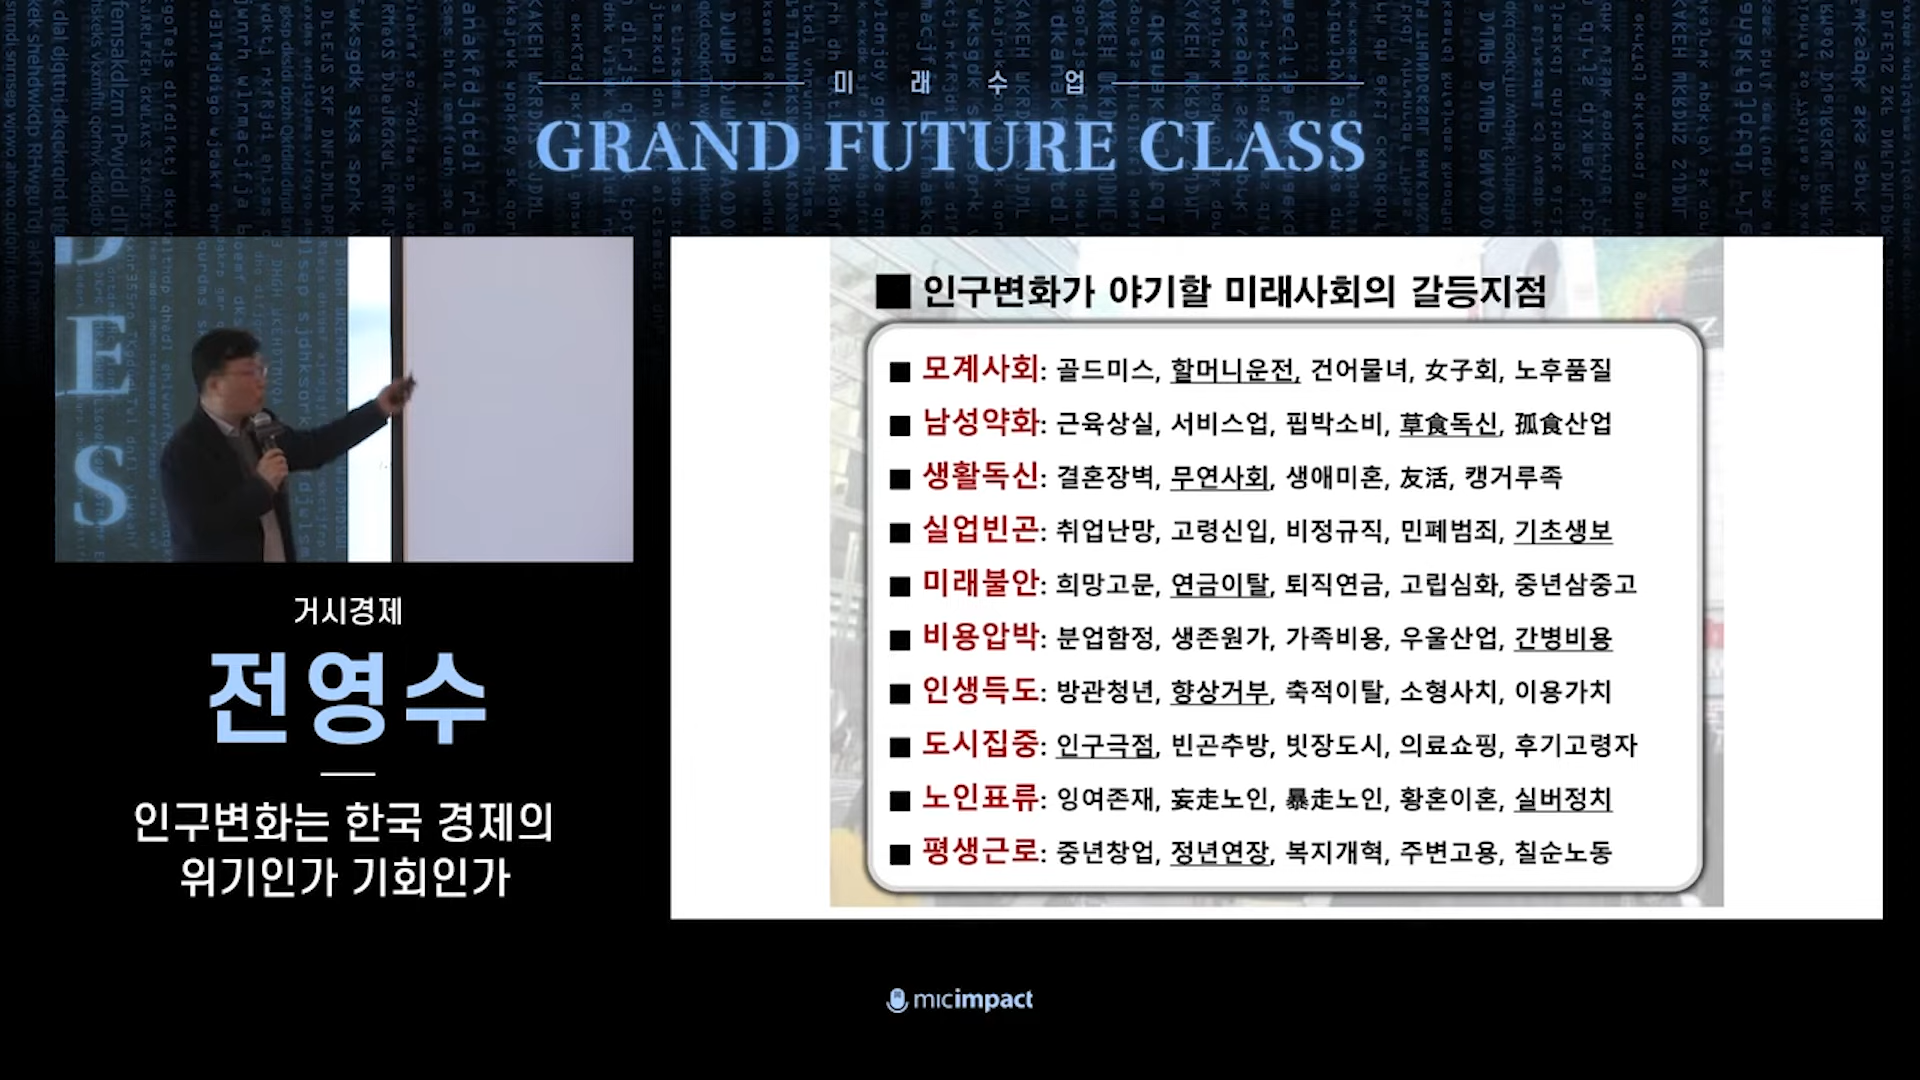 미래수업
GRAND FUTURE CLASS
D
E
S
거시경제
전영수
인구변화는 한국 경제의
위기인가 기회인가
■ 인구변화가 야기할 미래사회의 갈등지점
■ 모계사회: 골드미스, 할머니운전, 건어물녀, 女子회, 노후품질
■ 남성약화: 근육상실, 서비스업, 핍박소비, 草食독신, 孤食산업
■ 생활독신: 결혼장벽, 무연사회, 생애미혼, 友活, 캥거루족
■ 실업빈곤: 취업난망, 고령신입, 비정규직, 민폐범죄, 기초생보
■ 미래불안: 희망고문, 연금이탈, 퇴직연금, 고립심화, 중년삼중고
■ 비용압박: 분업함정, 생존원가, 가족비용, 우울산업, 간병비용
■ 인생득도: 방관청년, 향상거부, 축적이탈, 소형사치, 이용가치
■ 도시집중: 인구극점, 빈곤추방, 빗장도시, 의료쇼핑, 후기고령자
■ 노인표류: 잉여존재, 妄走노인, 暴走노인, 황혼이혼, 실버정치
■ 평생근로: 중년창업, 정년연장, 복지개혁, 주변고용, 칠순노동
micimpact